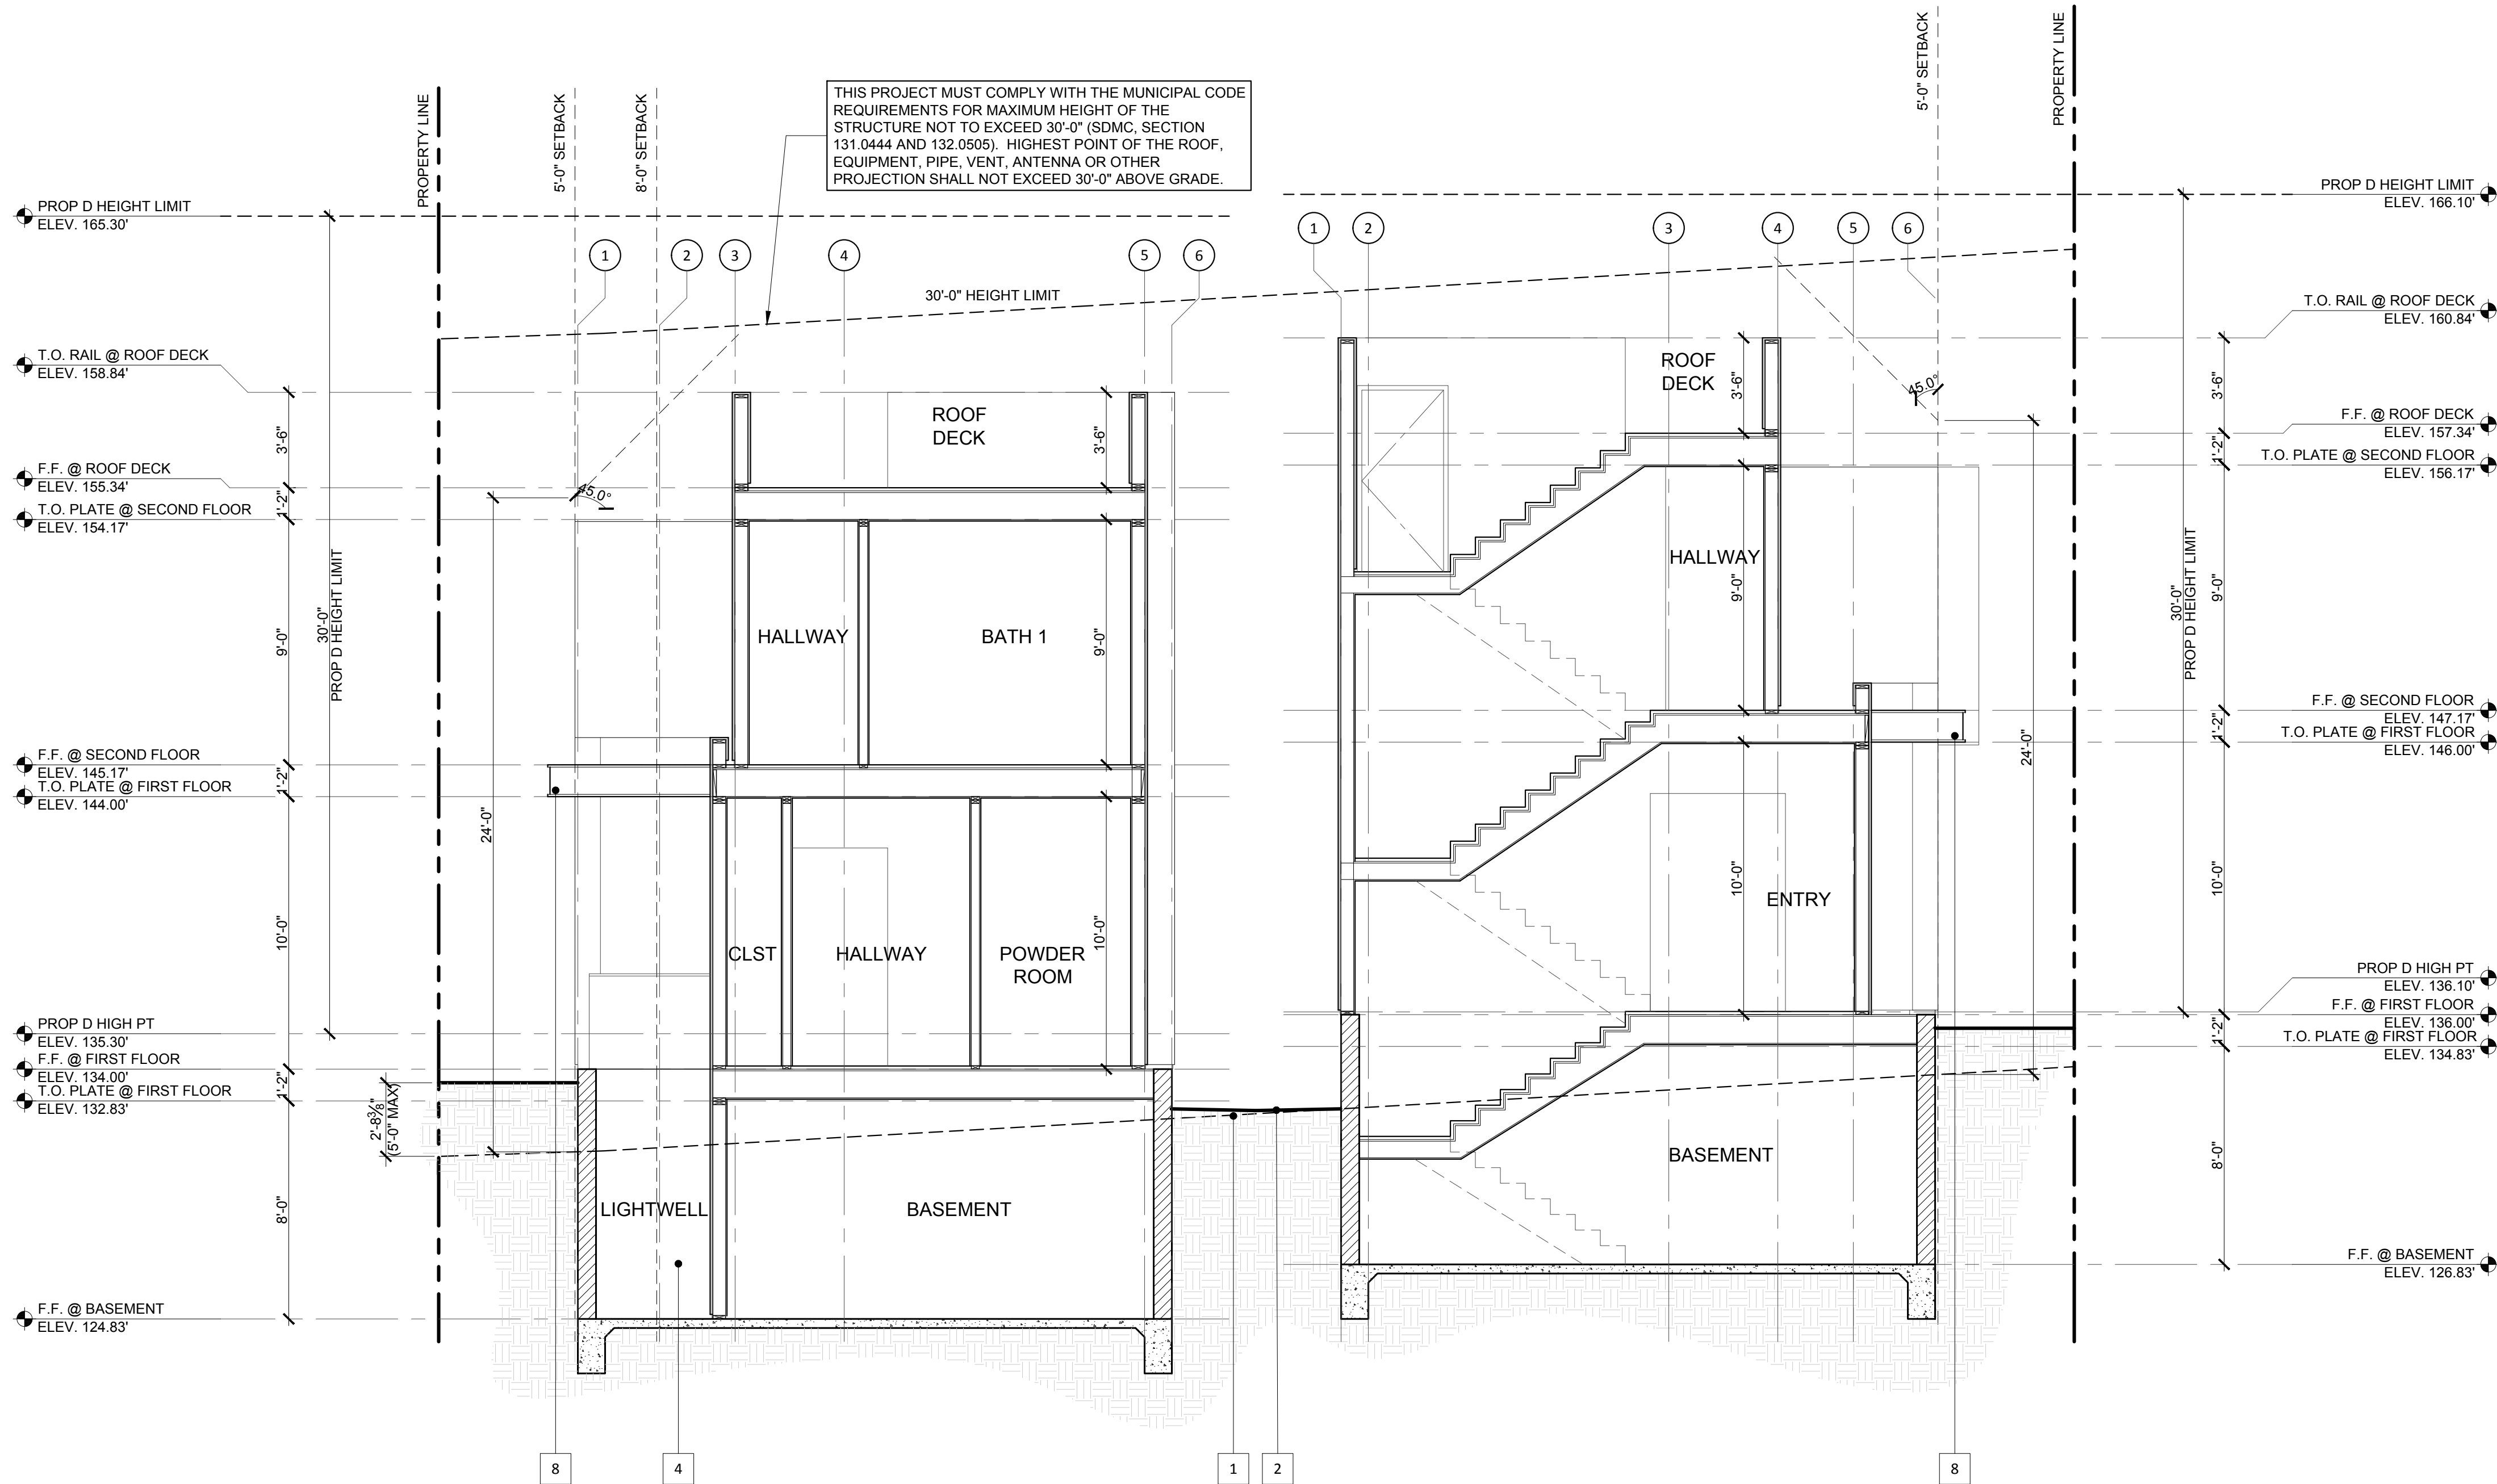 PROPERTY LINE
5'-0" SETBACK
8'-0" SETBACK
THIS PROJECT MUST COMPLY WITH THE MUNICIPAL CODE
REQUIREMENTS FOR MAXIMUM HEIGHT OF THE
STRUCTURE NOT TO EXCEED 30'-0" (SDMC, SECTION
131.0444 AND 132.0505). HIGHEST POINT OF THE ROOF,
EQUIPMENT, PIPE, VENT, ANTENNA OR OTHER
PROJECTION SHALL NOT EXCEED 30'-0" ABOVE GRADE.
5'-0" SETBACK
PROPERTY LINE
PROP D HEIGHT LIMIT
ELEV. 165.30'
T.O. RAIL @ ROOF DECK
ELEV. 158.84'
F.F. @ ROOF DECK
ELEV. 155.34'
T.O. PLATE @ SECOND FLOOR
ELEV. 154.17'
F.F. @ SECOND FLOOR
ELEV. 145.17'
T.O. PLATE @ FIRST FLOOR
ELEV. 144.00'
PROP D HIGH PT
ELEV. 135.30'
F.F. @ FIRST FLOOR
ELEV. 134.00'
T.O. PLATE @ FIRST FLOOR
ELEV. 132.83'
F.F. @ BASEMENT
ELEV. 124.83'
3'-6"
1'-2"
9'-0"
1'-2"
10'-0"
1'-2"
8'-0"
30'-0"
PROP D HEIGHT LIMIT
2'-8⅜"
(5'-0" MAX)
24'-0"
45.0°
1
2
3
4
5
6
30'-0" HEIGHT LIMIT
ROOF
DECK
3'-6"
HALLWAY
BATH 1
9'-0"
CLST
HALLWAY
POWDER
ROOM
10'-0"
LIGHTWELL
BASEMENT
8
4
1
2
1
2
3
4
5
6
ROOF
DECK
3'-6"
45.0°
HALLWAY
9'-0"
ENTRY
10'-0"
BASEMENT
8
24'-0"
30'-0"
PROP D HEIGHT LIMIT
3'-6"
1'-2"
9'-0"
1'-2"
10'-0"
1'-2"
8'-0"
PROP D HEIGHT LIMIT
ELEV. 166.10'
T.O. RAIL @ ROOF DECK
ELEV. 160.84'
F.F. @ ROOF DECK
ELEV. 157.34'
T.O. PLATE @ SECOND FLOOR
ELEV. 156.17'
F.F. @ SECOND FLOOR
ELEV. 147.17'
T.O. PLATE @ FIRST FLOOR
ELEV. 146.00'
PROP D HIGH PT
ELEV. 136.10'
F.F. @ FIRST FLOOR
ELEV. 136.00'
T.O. PLATE @ FIRST FLOOR
ELEV. 134.83'
F.F. @ BASEMENT
ELEV. 126.83'